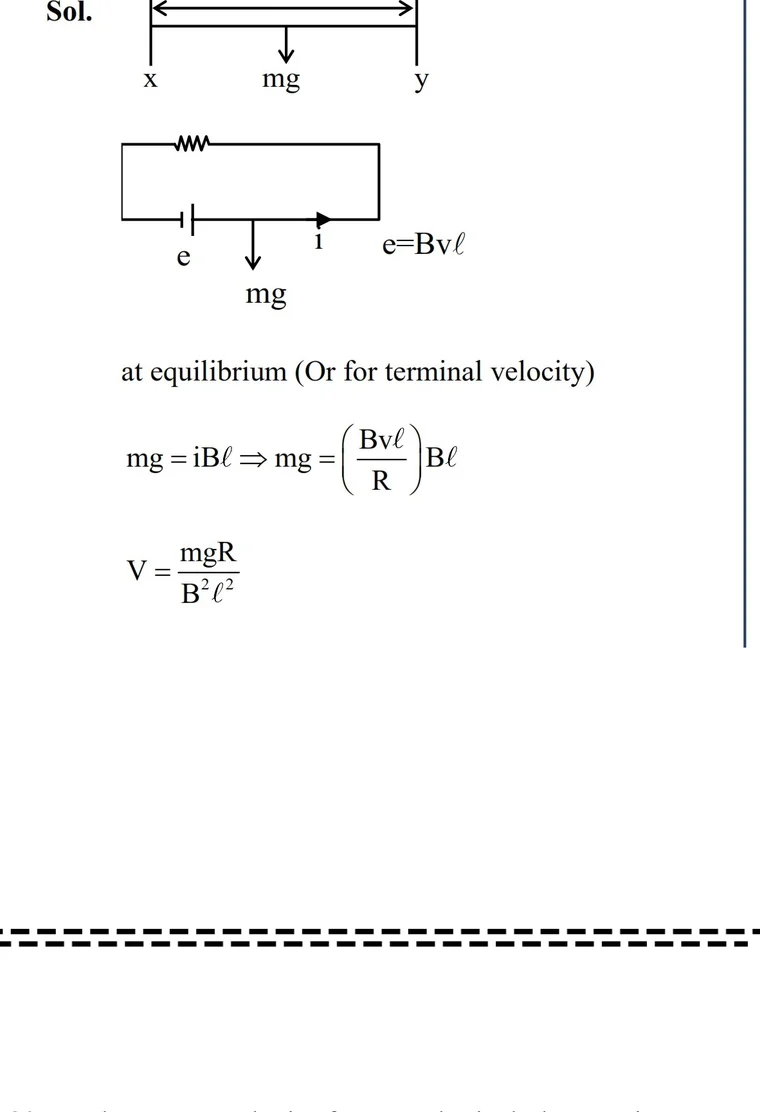 Sol.
x mg y
e i e=Bvℓ
mg
at equilibrium (Or for terminal velocity)
mg = iBℓ ⇒ mg = (Bvℓ/R)Bℓ
V = mgR/B²ℓ²